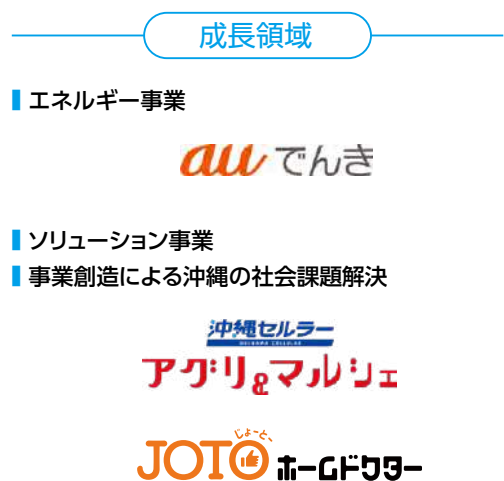 成長領域
エネルギー事業
auでんき
ソリューション事業
事業創造による沖縄の社会課題解決
沖縄セルラー
OKINAWA CELLULAR
アグリ&マルシェ
じょーとー
JOTO ホームドクター